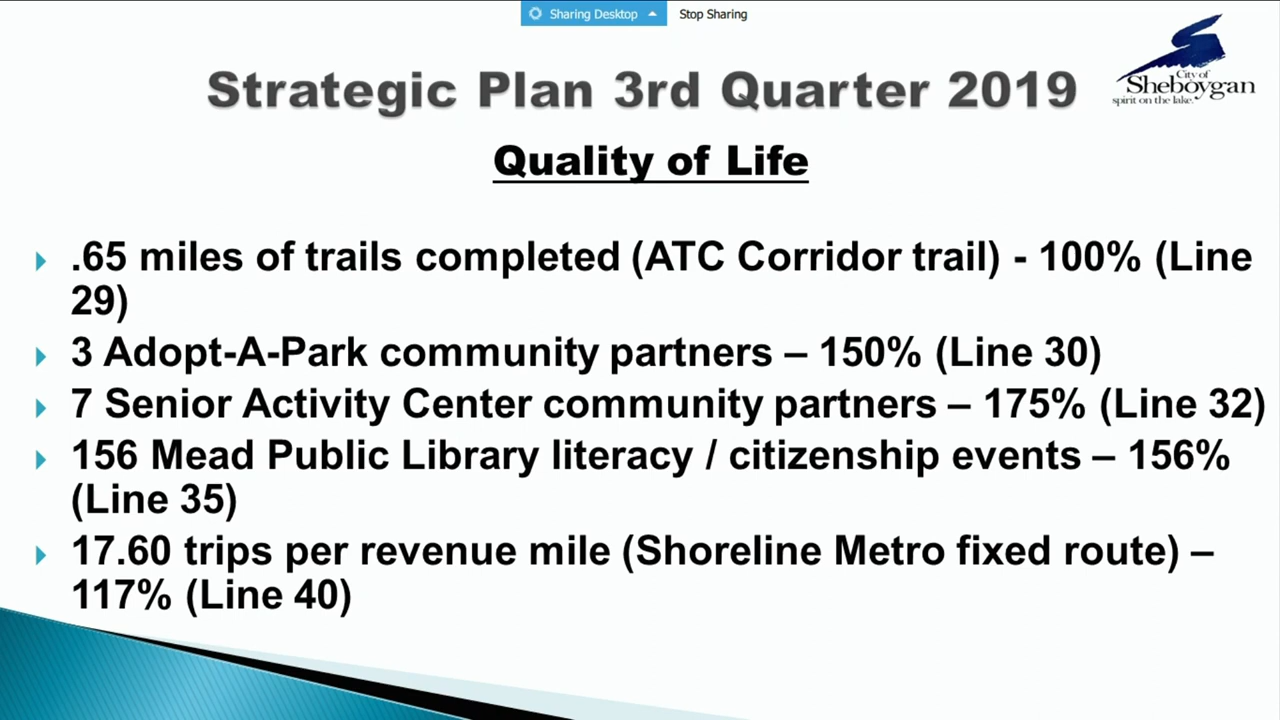 Sharing Desktop Stop Sharing
City of
Sheboygan
spirit on the lake.
Strategic Plan 3rd Quarter 2019
Quality of Life
.65 miles of trails completed (ATC Corridor trail) - 100% (Line
29)
3 Adopt-A-Park community partners – 150% (Line 30)
7 Senior Activity Center community partners – 175% (Line 32)
156 Mead Public Library literacy / citizenship events – 156%
(Line 35)
17.60 trips per revenue mile (Shoreline Metro fixed route) –
117% (Line 40)